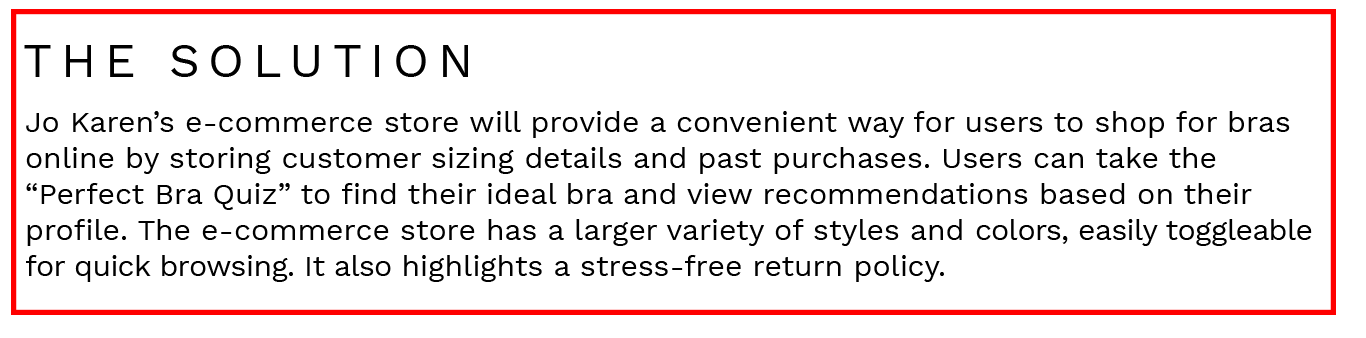 THE SOLUTION
Jo Karen’s e-commerce store will provide a convenient way for users to shop for bras
online by storing customer sizing details and past purchases. Users can take the
“Perfect Bra Quiz” to find their ideal bra and view recommendations based on their
profile. The e-commerce store has a larger variety of styles and colors, easily toggleable
for quick browsing. It also highlights a stress-free return policy.